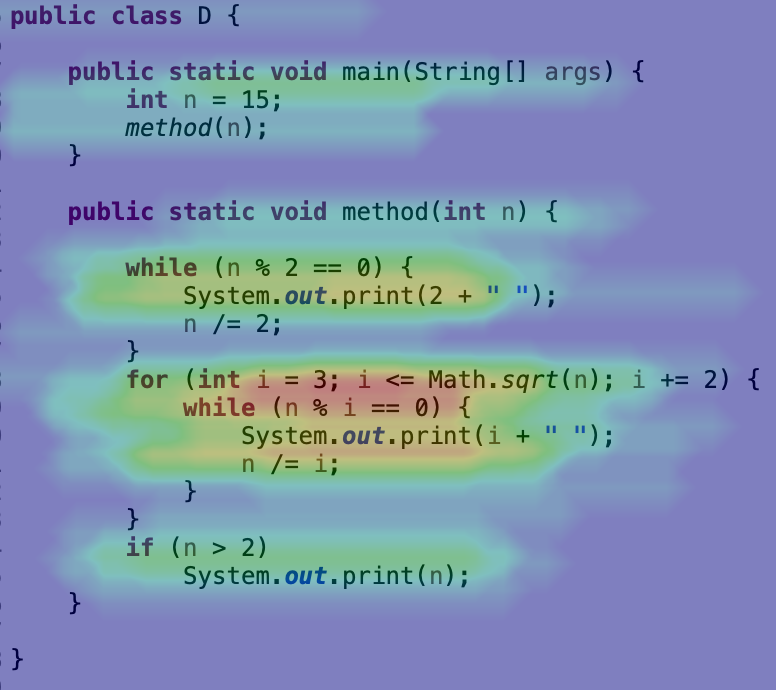 public class D {
    public static void main(String[] args) {
        int n = 15;
        method(n);
    }
    public static void method(int n) {
        while (n % 2 == 0) {
            System.out.print(2 + " ");
            n /= 2;
        }
        for (int i = 3; i <= Math.sqrt(n); i += 2) {
            while (n % i == 0) {
                System.out.print(i + " ");
                n /= i;
            }
        }
        if (n > 2)
            System.out.print(n);
    }
}